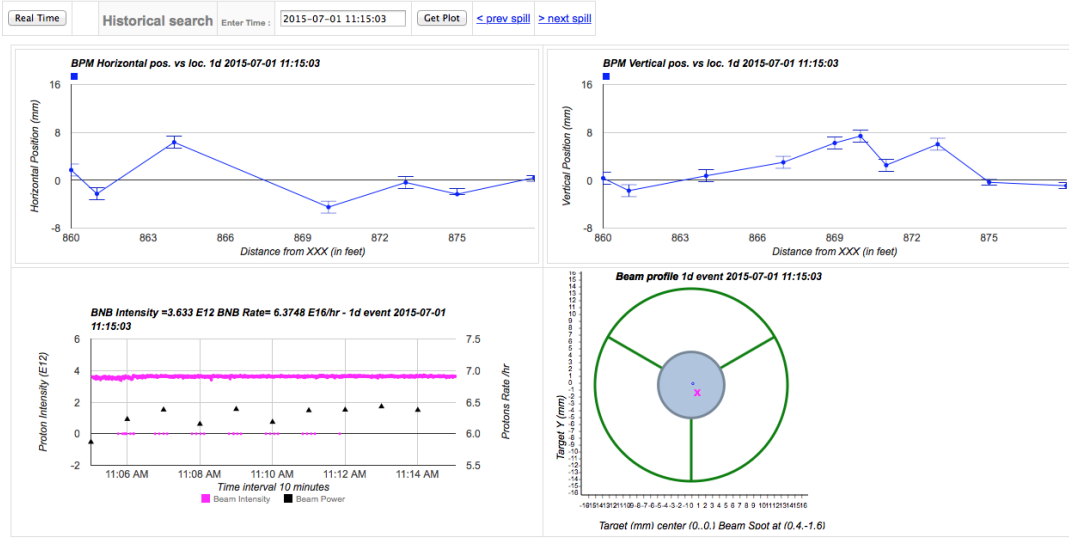 Real Time Historical search Enter Time : 2015-07-01 11:15:03 Get Plot < prev spill > next spill
BPM Horizontal pos. vs loc. 1d 2015-07-01 11:15:03
16
8
0
-8
Horizontal Position (mm)
860 863 866 869 872 875
Distance from XXX (in feet)
BPM Vertical pos. vs loc. 1d 2015-07-01 11:15:03
16
8
0
-8
Vertical Position (mm)
860 863 866 869 872 875
Distance from XXX (in feet)
BNB Intensity =3.633 E12 BNB Rate= 6.3748 E16/hr - 1d event 2015-07-01
11:15:03
6
4
2
0
-2
Proton Intensity (E12)
7.5
7.0
6.5
6.0
5.5
Protons Rate /hr
11:06 AM 11:08 AM 11:10 AM 11:12 AM 11:14 AM
Time interval 10 minutes
Beam Intensity Beam Power
Beam profile 1d event 2015-07-01 11:15:03
Target Y (mm)
Target (mm) center (0,.0,) Beam Spot at (0.4,-1.6)